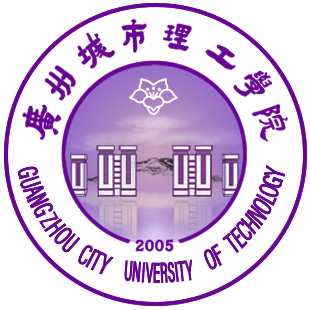 廣州城市理工學院
2005
GUANGZHOU CITY UNIVERSITY OF TECHNOLOGY